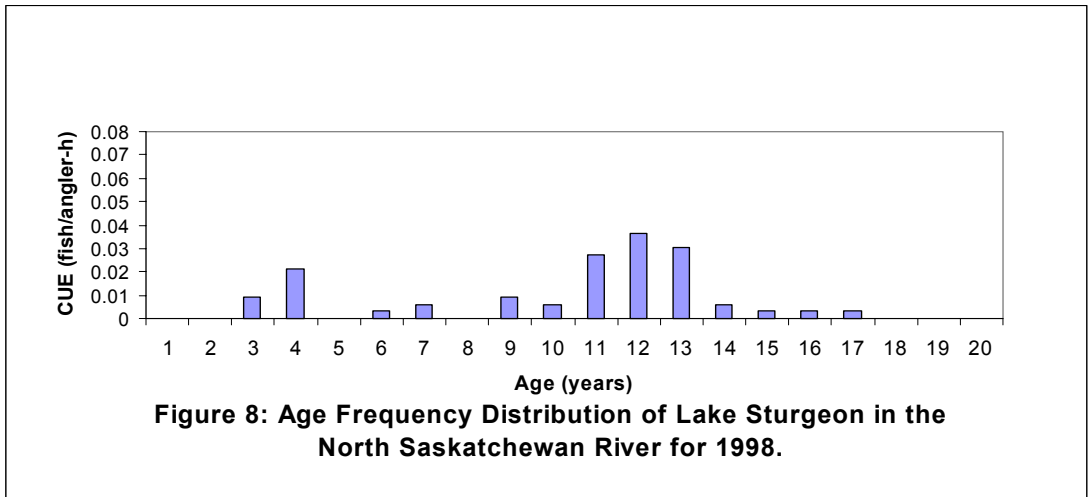 CUE (fish/angler-h)
0.08
0.07
0.06
0.05
0.04
0.03
0.02
0.01
0
1 2 3 4 5 6 7 8 9 10 11 12 13 14 15 16 17 18 19 20
Age (years)
Figure 8: Age Frequency Distribution of Lake Sturgeon in the
North Saskatchewan River for 1998.